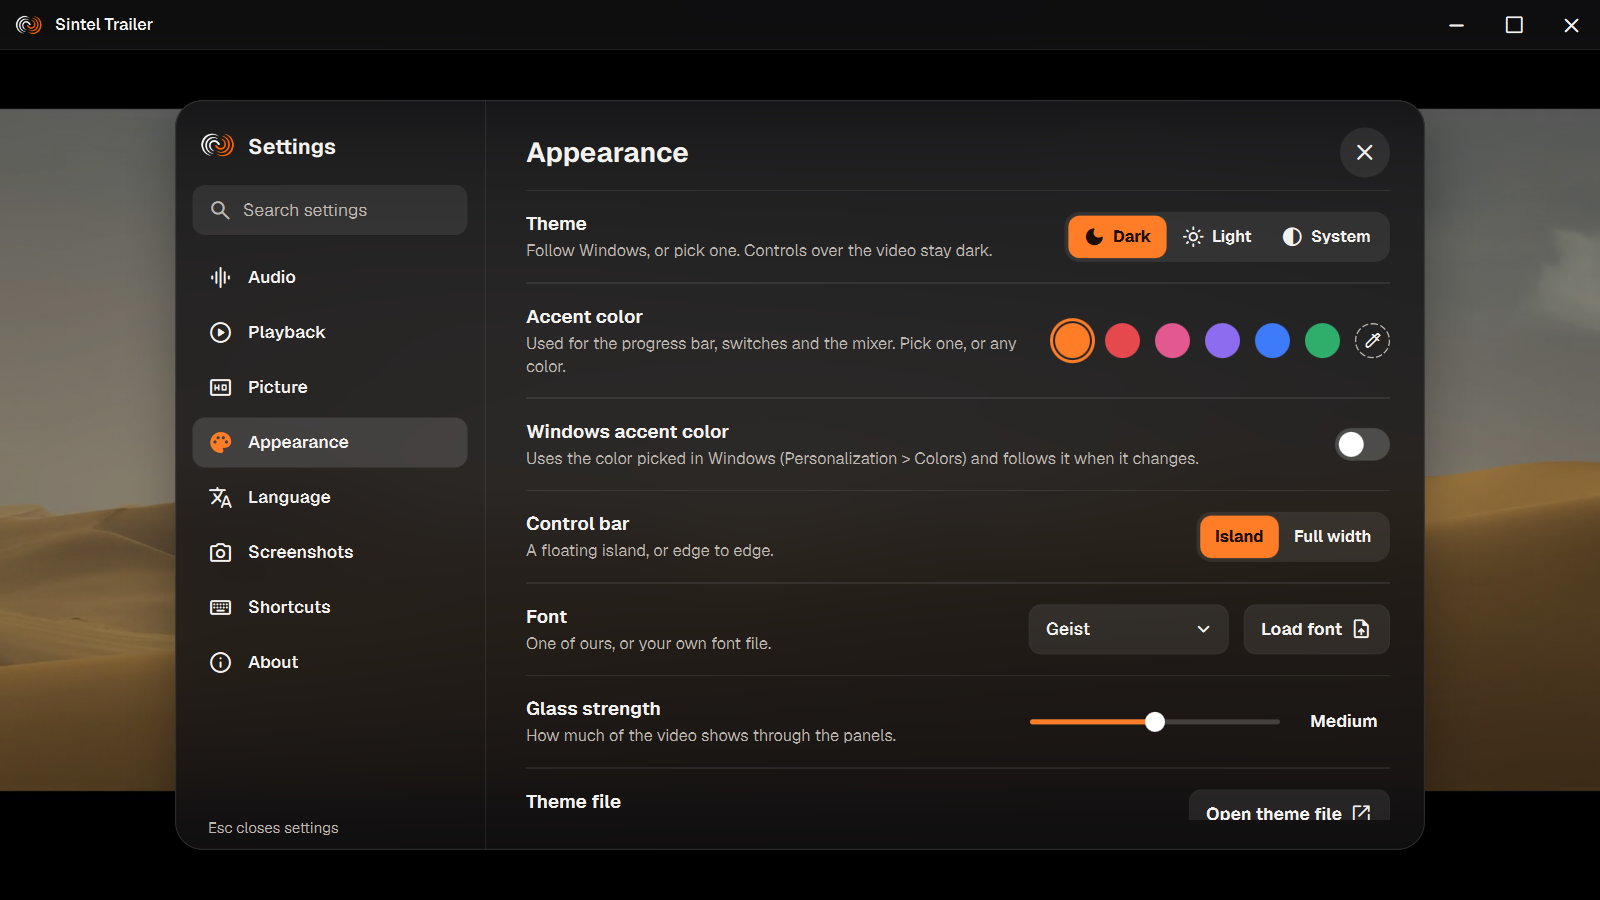 Sintel Trailer
Settings
Search settings
Audio
Playback
Picture
Appearance
Language
Screenshots
Shortcuts
About
Esc closes settings
Appearance
Theme
Follow Windows, or pick one. Controls over the video stay dark.
Dark
Light
System
Accent color
Used for the progress bar, switches and the mixer. Pick one, or any
color.
Windows accent color
Uses the color picked in Windows (Personalization > Colors) and follows it when it changes.
Control bar
A floating island, or edge to edge.
Island
Full width
Font
One of ours, or your own font file.
Geist
Load font
Glass strength
How much of the video shows through the panels.
Medium
Theme file
Open theme file